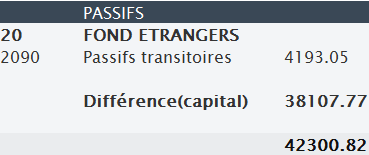 PASSIFS
20 FOND ETRANGERS
2090 Passifs transitoires 4193.05
Différence(capital) 38107.77
42300.82